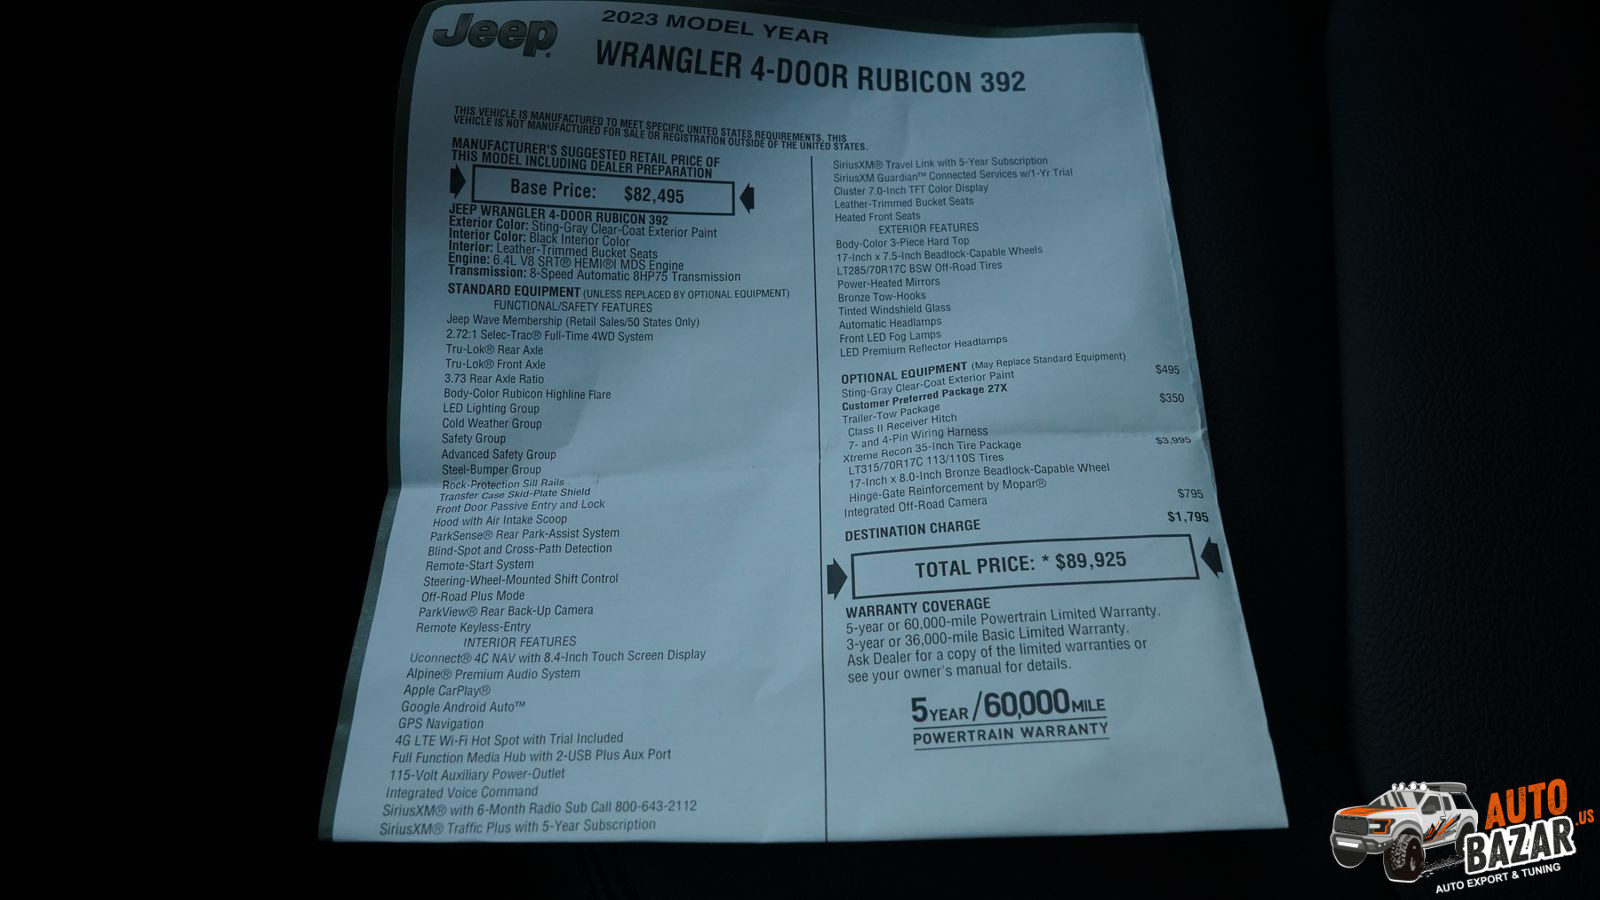 Jeep
2023 MODEL YEAR
WRANGLER 4-DOOR RUBICON 392
THIS VEHICLE IS MANUFACTURED TO MEET SPECIFIC UNITED STATES REQUIREMENTS. THIS
VEHICLE IS NOT MANUFACTURED FOR SALE OR REGISTRATION OUTSIDE OF THE UNITED STATES.
MANUFACTURER'S SUGGESTED RETAIL PRICE OF
THIS MODEL INCLUDING DEALER PREPARATION
Base Price: $82,495
JEEP WRANGLER 4-DOOR RUBICON 392
Exterior Color: Sting-Gray Clear-Coat Exterior Paint
Interior Color: Black Interior Color
Interior: Leather-Trimmed Bucket Seats
Engine: 6.4L V8 SRT® HEMI®I MDS Engine
Transmission: 8-Speed Automatic 8HP75 Transmission
STANDARD EQUIPMENT (UNLESS REPLACED BY OPTIONAL EQUIPMENT)
FUNCTIONAL/SAFETY FEATURES
Jeep Wave Membership (Retail Sales/50 States Only)
2.72:1 Selec-Trac® Full-Time 4WD System
Tru-Lok® Rear Axle
Tru-Lok® Front Axle
3.73 Rear Axle Ratio
Body-Color Rubicon Highline Flare
LED Lighting Group
Cold Weather Group
Safety Group
Advanced Safety Group
Steel-Bumper Group
Rock-Protection Sill Rails
Transfer Case Skid-Plate Shield
Front Door Passive Entry and Lock
Hood with Air Intake Scoop
ParkSense® Rear Park-Assist System
Blind-Spot and Cross-Path Detection
Remote-Start System
Steering-Wheel-Mounted Shift Control
Off-Road Plus Mode
ParkView® Rear Back-Up Camera
Remote Keyless-Entry
INTERIOR FEATURES
Uconnect® 4C NAV with 8.4-Inch Touch Screen Display
Alpine® Premium Audio System
Apple CarPlay®
Google Android Auto™
GPS Navigation
4G LTE Wi-Fi Hot Spot with Trial Included
Full Function Media Hub with 2-USB Plus Aux Port
115-Volt Auxiliary Power-Outlet
Integrated Voice Command
SiriusXM® with 6-Month Radio Sub Call 800-643-2112
SiriusXM® Traffic Plus with 5-Year Subscription
SiriusXM® Travel Link with 5-Year Subscription
SiriusXM Guardian™ Connected Services w/1-Yr Trial
Cluster 7.0-Inch TFT Color Display
Leather-Trimmed Bucket Seats
Heated Front Seats
EXTERIOR FEATURES
Body-Color 3-Piece Hard Top
17-Inch x 7.5-Inch Beadlock-Capable Wheels
LT285/70R17C BSW Off-Road Tires
Power-Heated Mirrors
Bronze Tow-Hooks
Tinted Windshield Glass
Automatic Headlamps
Front LED Fog Lamps
LED Premium Reflector Headlamps
OPTIONAL EQUIPMENT (May Replace Standard Equipment)
Sting-Gray Clear-Coat Exterior Paint $495
Customer Preferred Package 27X
Trailer-Tow Package $350
Class II Receiver Hitch
7- and 4-Pin Wiring Harness
Xtreme Recon 35-Inch Tire Package $3,995
LT315/70R17C 113/110S Tires
17-Inch x 8.0-Inch Bronze Beadlock-Capable Wheel
Hinge-Gate Reinforcement by Mopar®
Integrated Off-Road Camera $795
DESTINATION CHARGE $1,795
TOTAL PRICE: * $89,925
WARRANTY COVERAGE
5-year or 60,000-mile Powertrain Limited Warranty.
3-year or 36,000-mile Basic Limited Warranty.
Ask Dealer for a copy of the limited warranties or
see your owner's manual for details.
5 YEAR / 60,000 MILE
POWERTRAIN WARRANTY
AUTO
BAZAR.US
AUTO EXPORT & TUNING